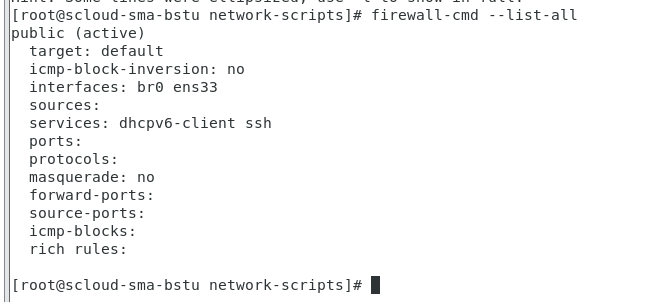 [root@scloud-sma-bstu network-scripts]# firewall-cmd --list-all
public (active)
  target: default
  icmp-block-inversion: no
  interfaces: br0 ens33
  sources:
  services: dhcpv6-client ssh
  ports:
  protocols:
  masquerade: no
  forward-ports:
  source-ports:
  icmp-blocks:
  rich rules:

[root@scloud-sma-bstu network-scripts]#